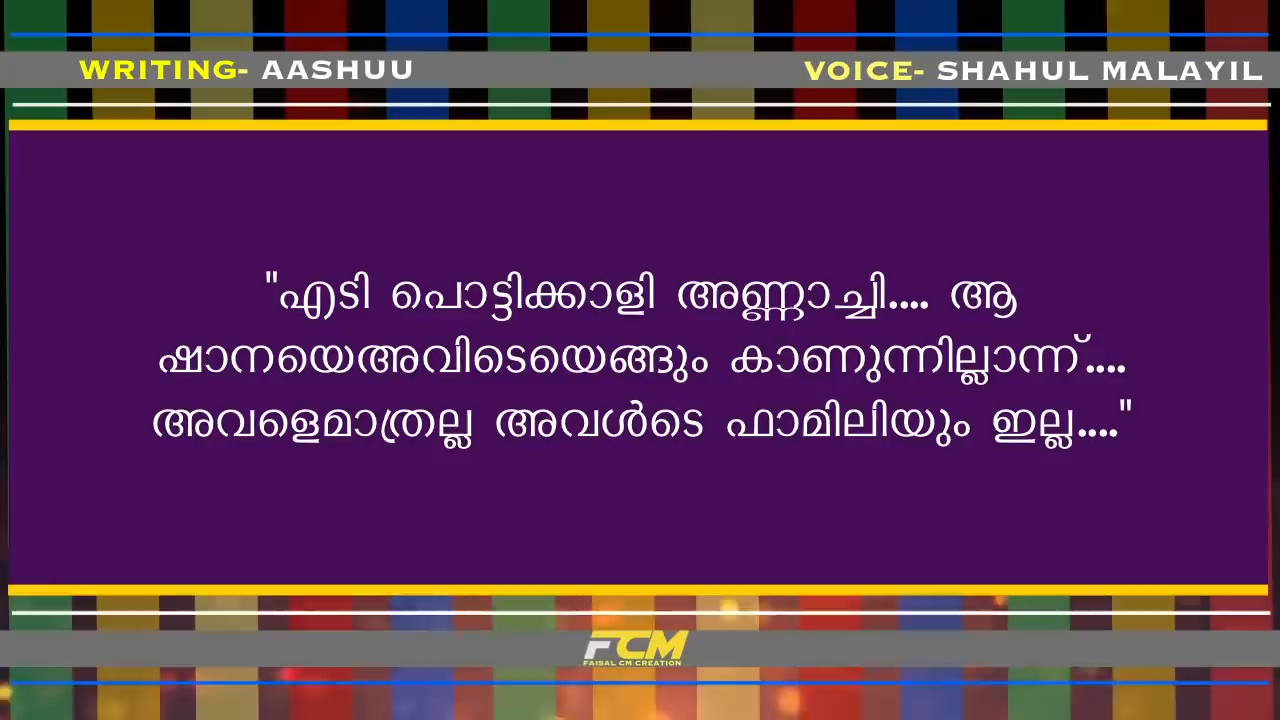 WRITING- AASHUU
VOICE- SHAHUL MALAYIL
"എടി പൊട്ടിക്കാളി അണ്ണാച്ചി.... ആ
ഷാനയെഅവിടെയെങ്ങും കാണുന്നില്ലാന്ന്....
അവളെമാത്രല്ല അവൾടെ ഫാമിലിയും ഇല്ല...."
FCM
FAISAL CM CREATION